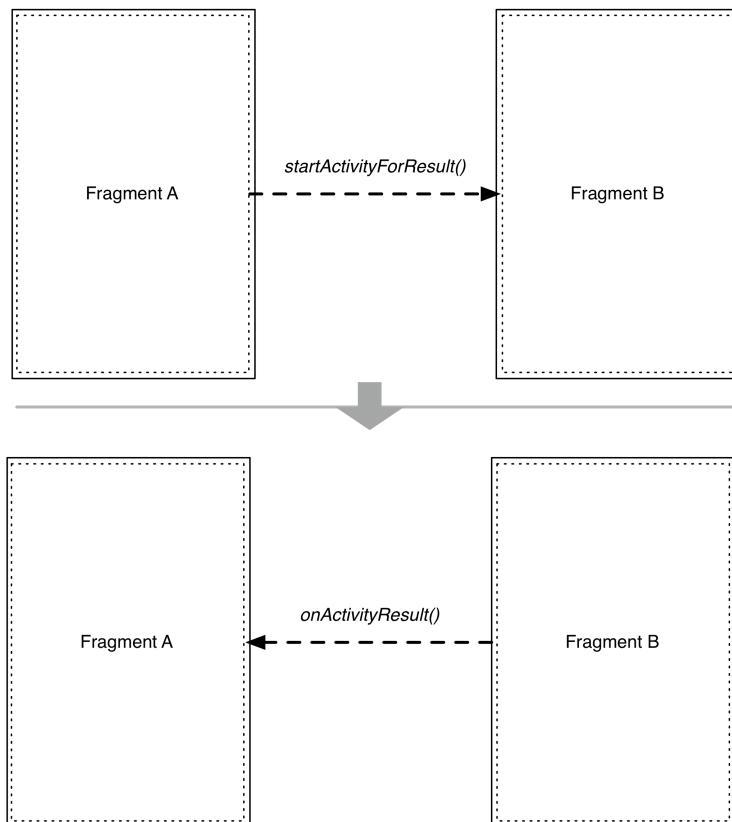 startActivityForResult()
Fragment A
Fragment B
onActivityResult()
Fragment A
Fragment B